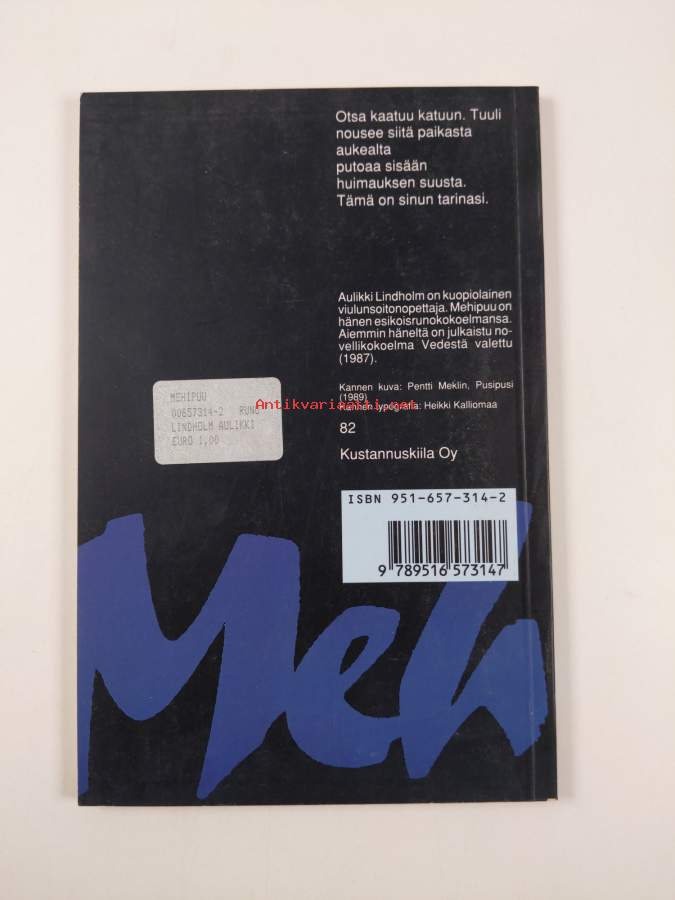 Otsa kaatuu katuun. Tuuli
nousee siitä paikasta
aukealta
putoaa sisään
huimauksen suusta.
Tämä on sinun tarinasi.
Aulikki Lindholm on kuopiolainen
viulunsoitonopettaja. Mehipuu on
hänen esikoisrunokokoelmansa.
Aiemmin häneltä on julkaistu no-
vellikokoelma Vedestä valettu
(1987).
Kannen kuva: Pentti Meklin, Pusipusi
(1989)
Kannen typografia: Heikki Kalliomaa
82
Kustannuskiila Oy
MEHIPUU
00657314-2 RUNO
LINDHOLM AULIKKI
EURO 1,00
Antikvariaatti.net
ISBN 951-657-314-2
9 789516 573147
Meh